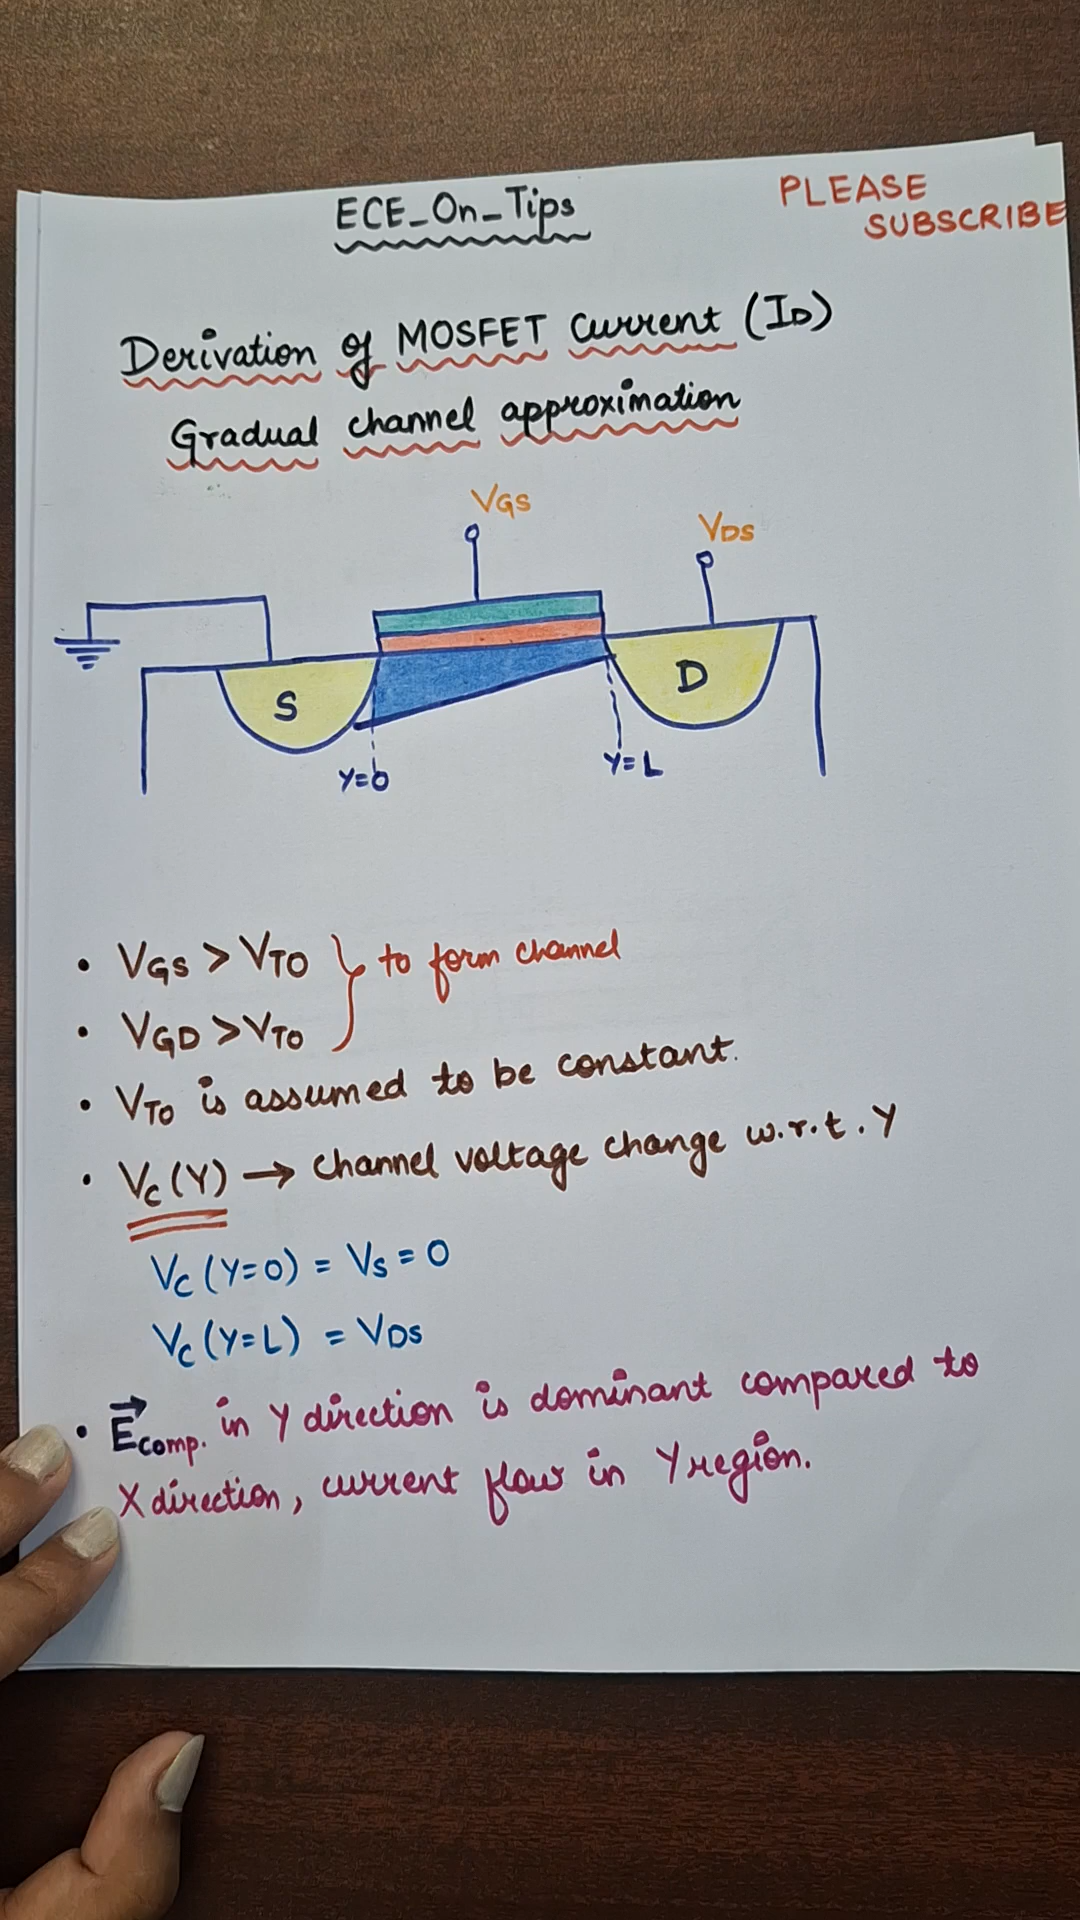 ECE_On_Tips
PLEASE
SUBSCRIBE
Derivation of MOSFET Current (ID)
Gradual channel approximation
VGS
VDS
S
D
Y=0
Y=L
• VGS > VTO } to form channel
• VGD > VTO
• VTO is assumed to be constant.
• Vc(Y) → channel voltage change w.r.t. Y
Vc (Y=0) = Vs = 0
Vc (Y=L) = VDS
• E⃗comp. in Y direction is dominant compared to
X direction, current flow in Y region.